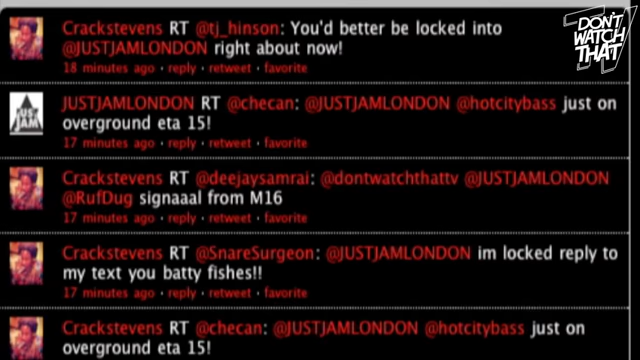 Crackstevens RT @tj_hinson: You'd better be locked into
@JUSTJAMLONDON right about now!
18 minutes ago · reply · retweet · favorite
DON'T
WATCH
THAT
TV
JUST
JAM
JUSTJAMLONDON RT @checan: @JUSTJAMLONDON @hotcitybass just on
overground eta 15!
17 minutes ago · reply · retweet · favorite
Crackstevens RT @deejaysamrai: @dontwatchthattv @JUSTJAMLONDON
@RufDug signaaal from M16
17 minutes ago · reply · retweet · favorite
Crackstevens RT @SnareSurgeon: @JUSTJAMLONDON im locked reply to
my text you batty fishes!!
17 minutes ago · reply · retweet · favorite
Crackstevens RT @checan: @JUSTJAMLONDON @hotcitybass just on
overground eta 15!